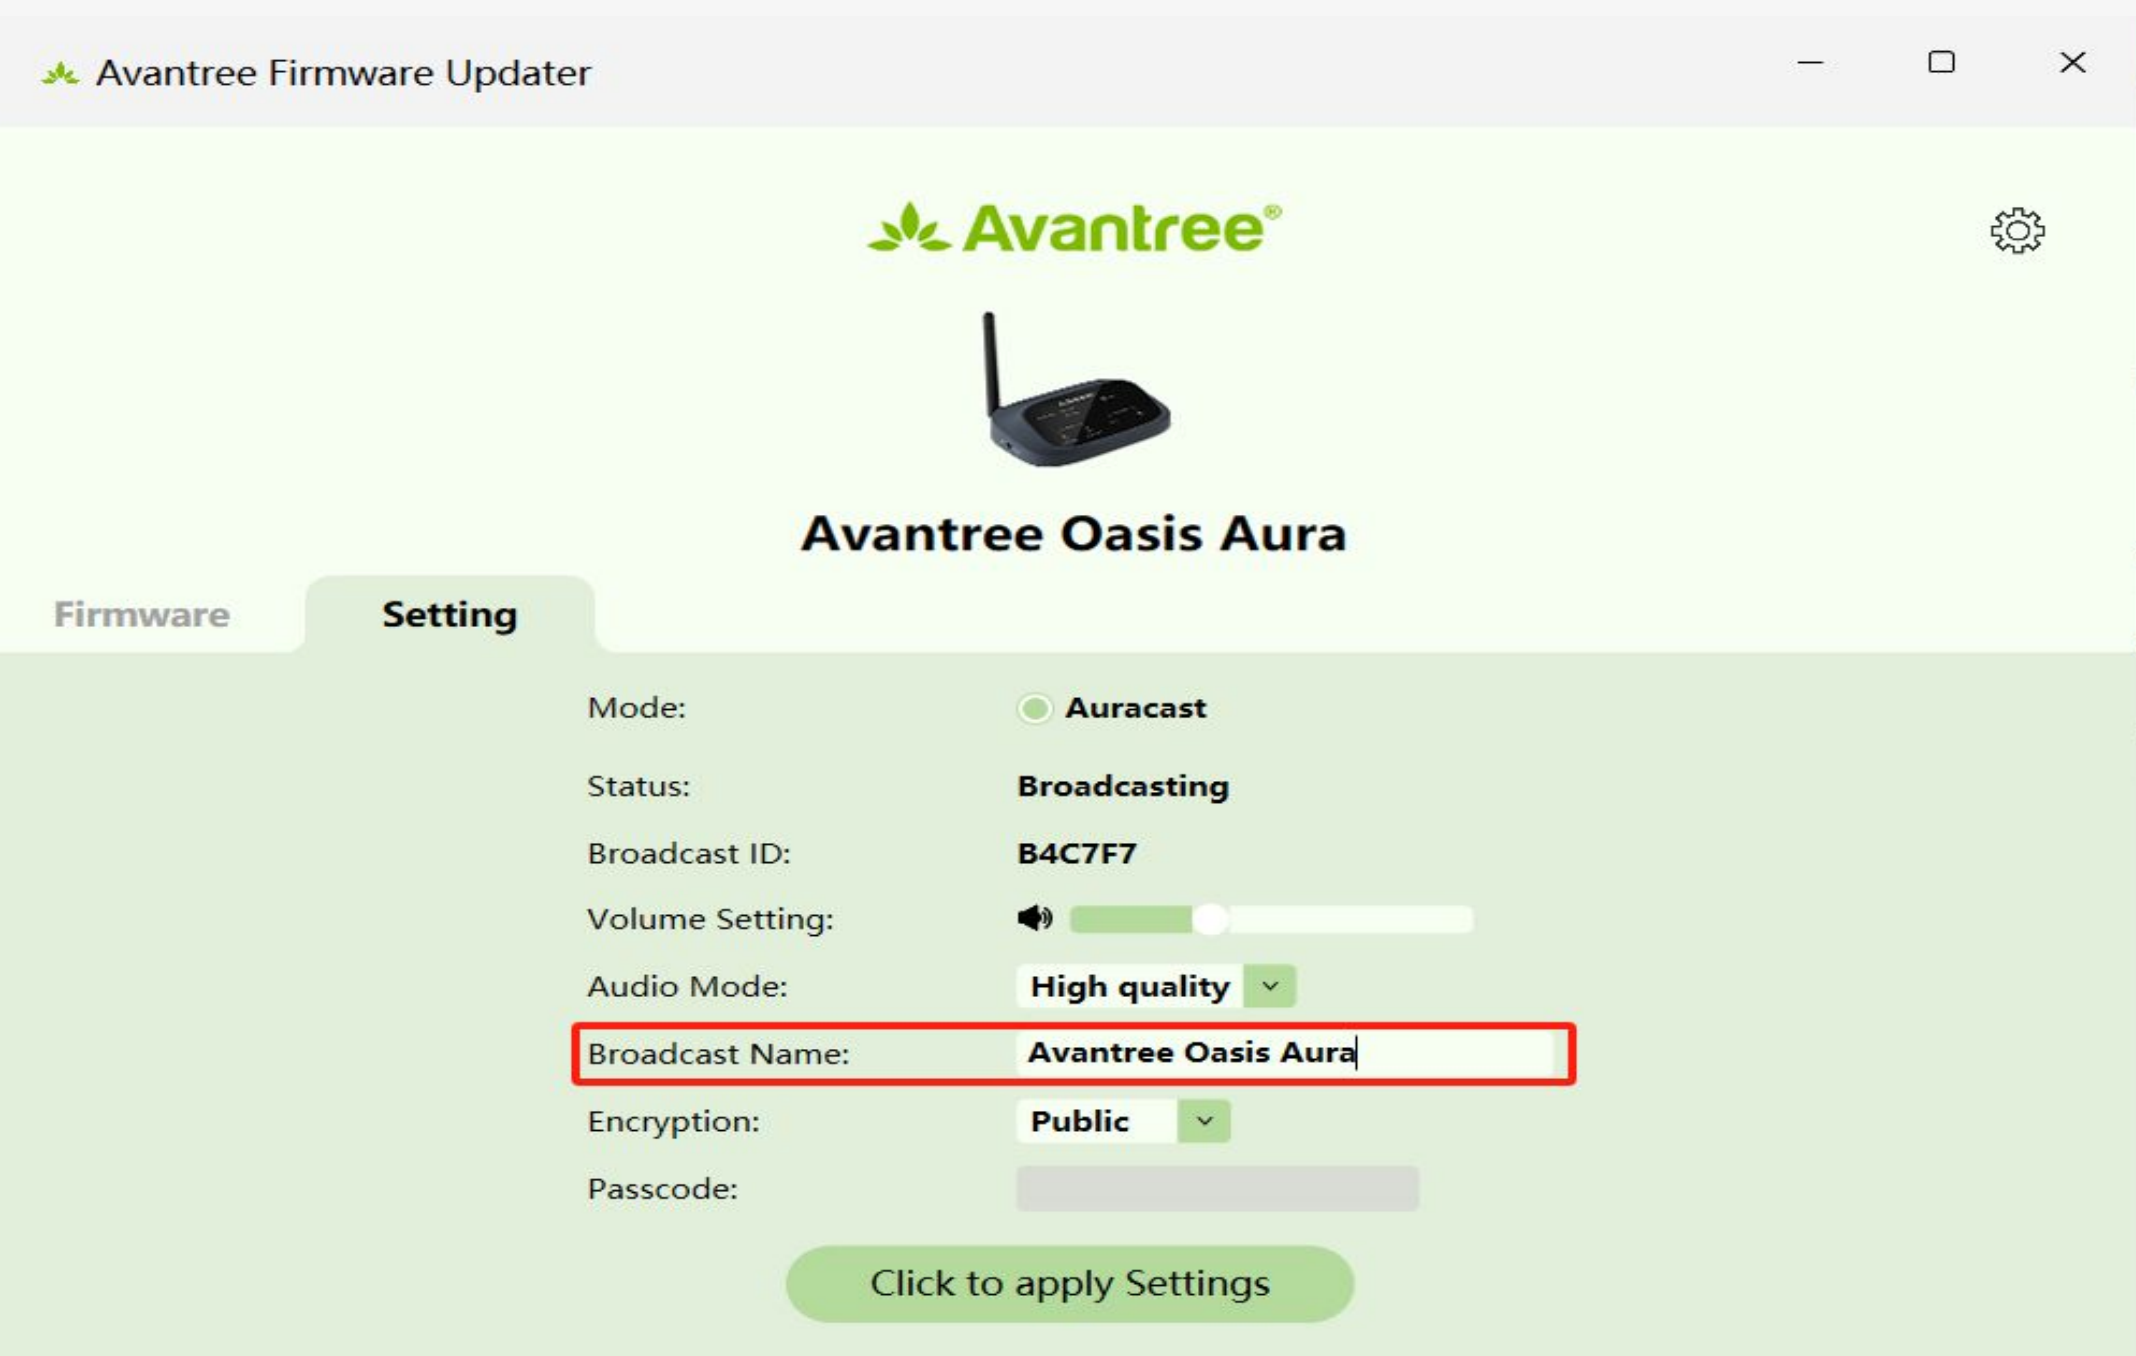 Avantree Firmware Updater
Avantree®
Avantree Oasis Aura
Firmware Setting
Mode: Auracast
Status: Broadcasting
Broadcast ID: B4C7F7
Volume Setting:
Audio Mode: High quality
Broadcast Name: Avantree Oasis Aura
Encryption: Public
Passcode:
Click to apply Settings